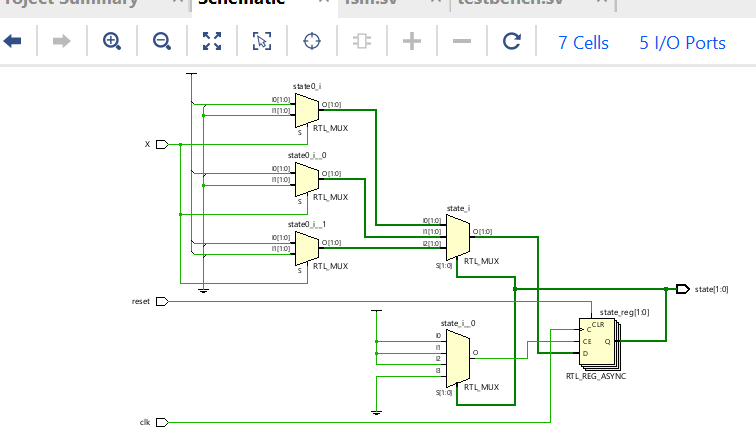 Project Summary Schematic fsm.sv testbench.sv
7 Cells 5 I/O Ports
state0_i
I0[1:0] O[1:0]
I1[1:0]
S RTL_MUX
X
state0_i__0
I0[1:0] O[1:0]
I1[1:0]
S RTL_MUX
state0_i__1
I0[1:0] O[1:0]
I1[1:0]
S RTL_MUX
state_i
I0[1:0]
I1[1:0] O[1:0]
I2[1:0]
S[1:0] RTL_MUX
state[1:0]
reset
state_reg[1:0]
CLR
C
CE Q
D
RTL_REG_ASYNC
state_i__0
I0
I1
I2 O
I3
S[1:0] RTL_MUX
clk